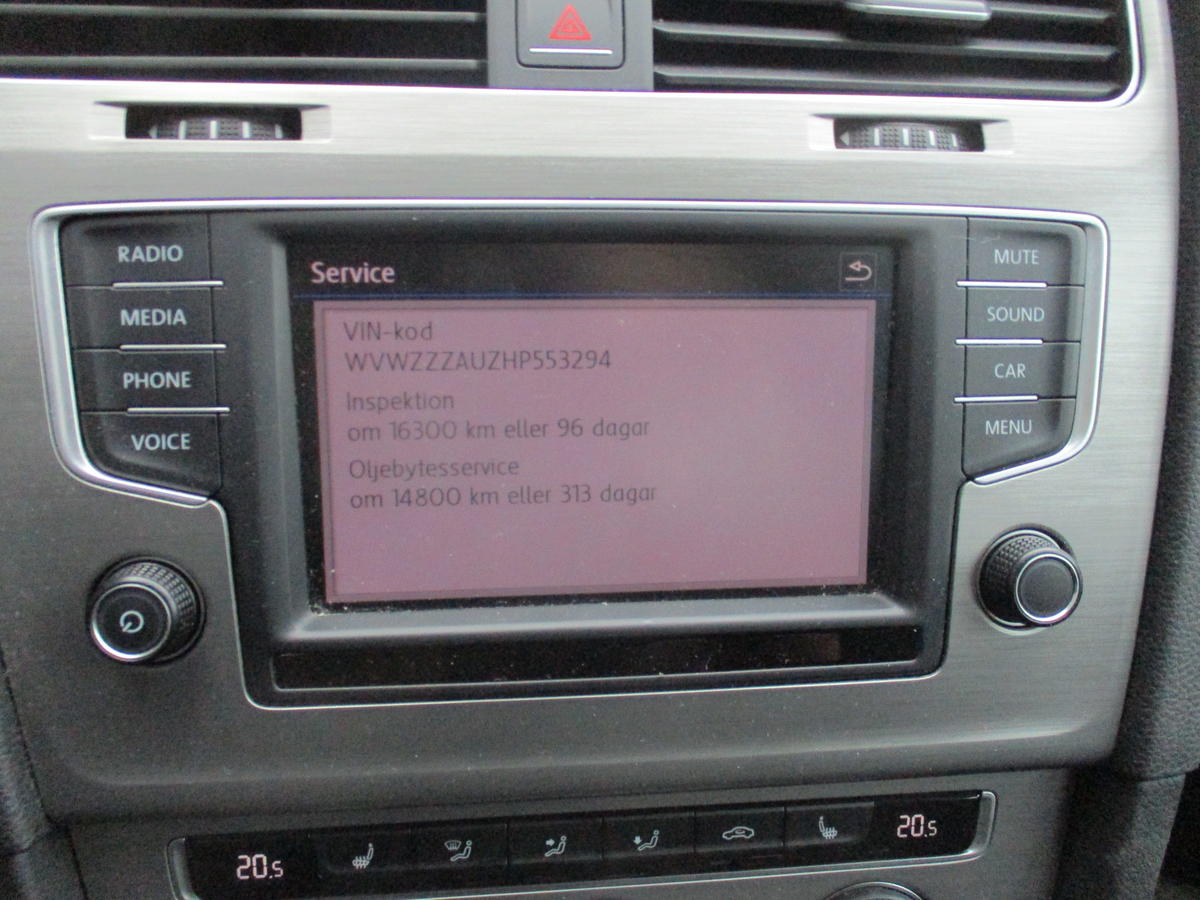 RADIO
MEDIA
PHONE
VOICE
Service
VIN-kod
WVWZZZAUZHP553294
Inspektion
om 16300 km eller 96 dagar
Oljebytesservice
om 14800 km eller 313 dagar
MUTE
SOUND
CAR
MENU
20.5
20.5